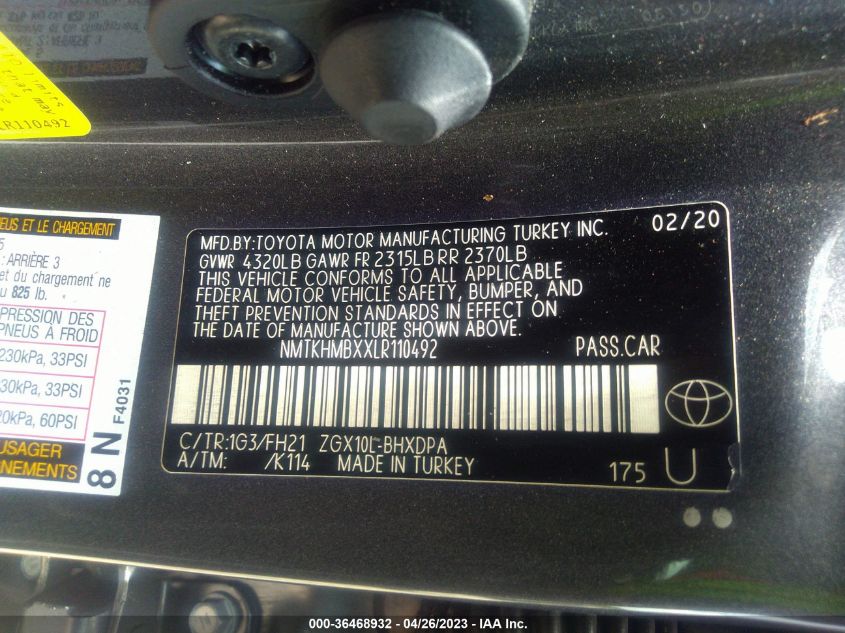 LR110492
02/20
MFD.BY:TOYOTA MOTOR MANUFACTURING TURKEY INC.
GVWR 4320LB GAWR FR 2315LB RR 2370LB
THIS VEHICLE CONFORMS TO ALL APPLICABLE
FEDERAL MOTOR VEHICLE SAFETY, BUMPER, AND
THEFT PREVENTION STANDARDS IN EFFECT ON
THE DATE OF MANUFACTURE SHOWN ABOVE.
NMTKHMBXXLR110492 PASS.CAR
C/TR:1G3/FH21 ZGX10L-BHXDPA
A/TM: /K114 MADE IN TURKEY
175 U
ET LE CHARGEMENT
5
ARRIÈRE 3
et du chargement ne
825 lb.
PRESSION DES
PNEUS À FROID
230kPa, 33PSI
30kPa, 33PSI
20kPa, 60PSI
USAGER
8 N F4031
000-36468932 - 04/26/2023 - IAA Inc.